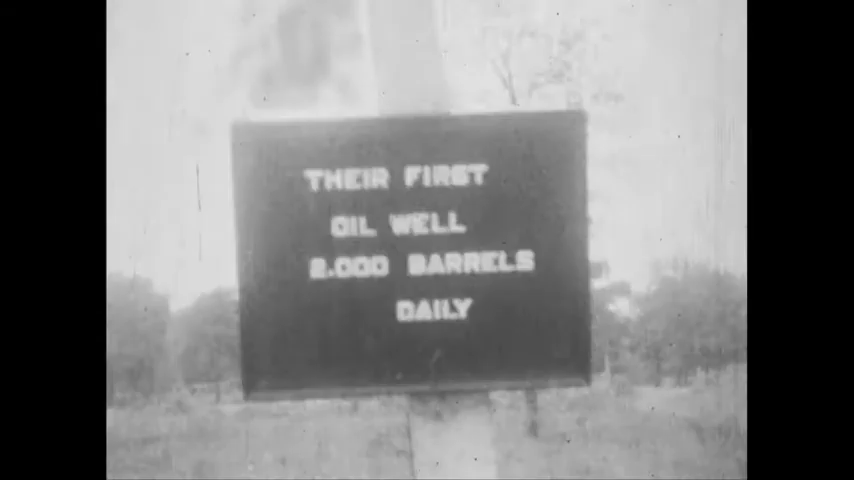 THEIR FIRST
OIL WELL
2,000 BARRELS
DAILY